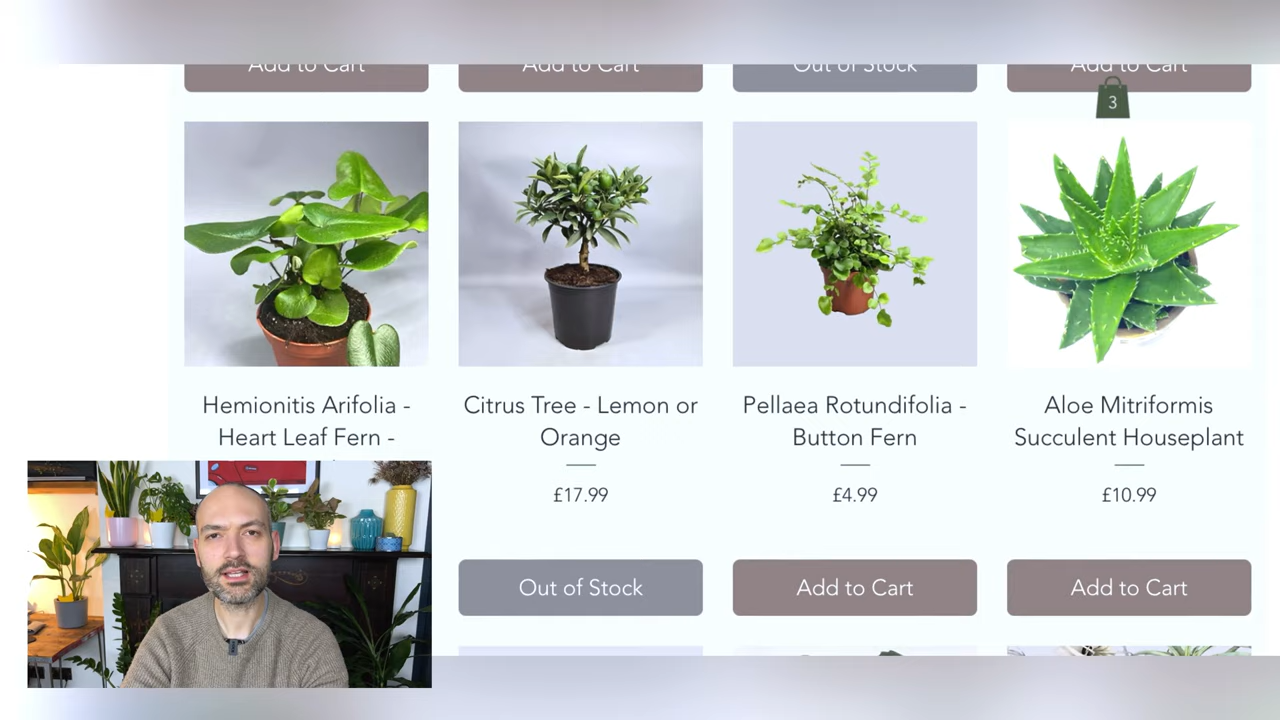 Add to Cart
Add to Cart
Out of Stock
Add to Cart
3
Hemionitis Arifolia -
Heart Leaf Fern -
Citrus Tree - Lemon or
Orange
£17.99
Out of Stock
Pellaea Rotundifolia -
Button Fern
£4.99
Add to Cart
Aloe Mitriformis
Succulent Houseplant
£10.99
Add to Cart